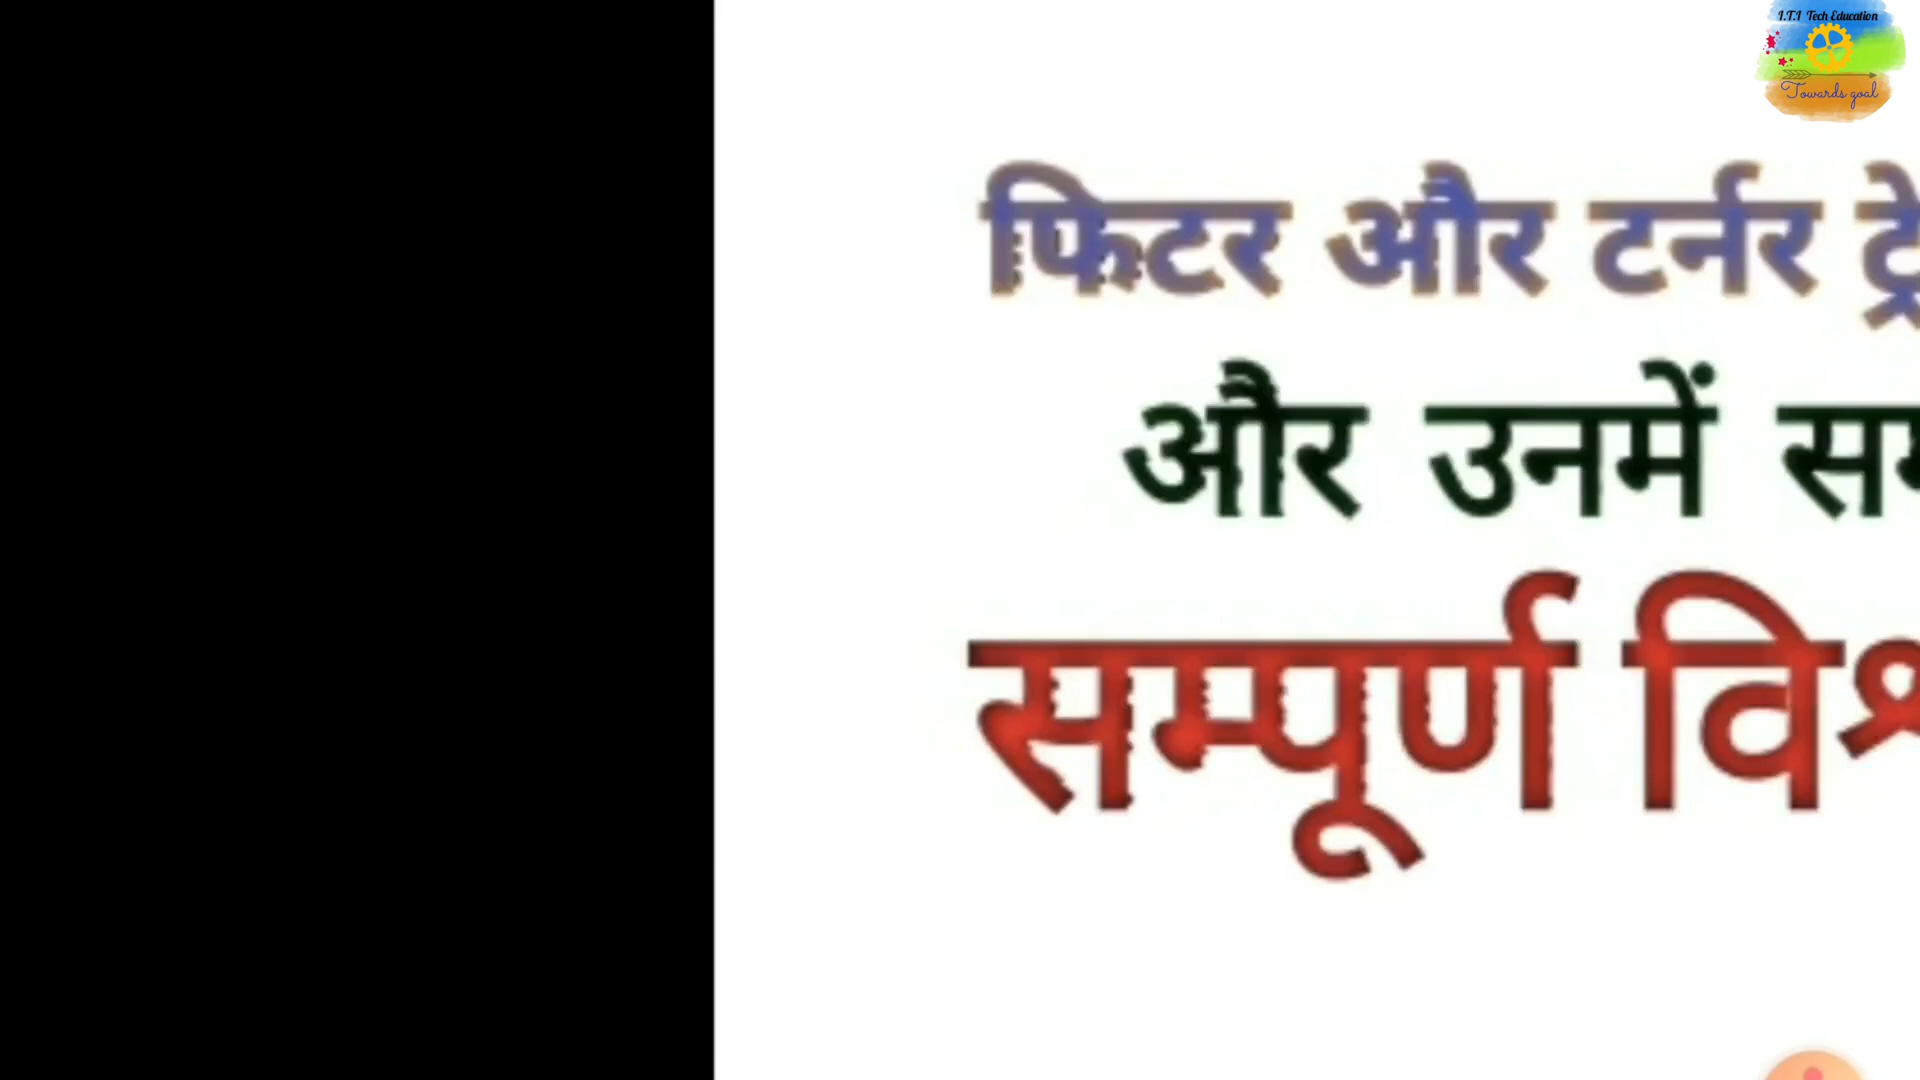 I.T.I Tech Education
Towards goal
फिटर और टर्नर
और उनमें
सम्पूर्ण